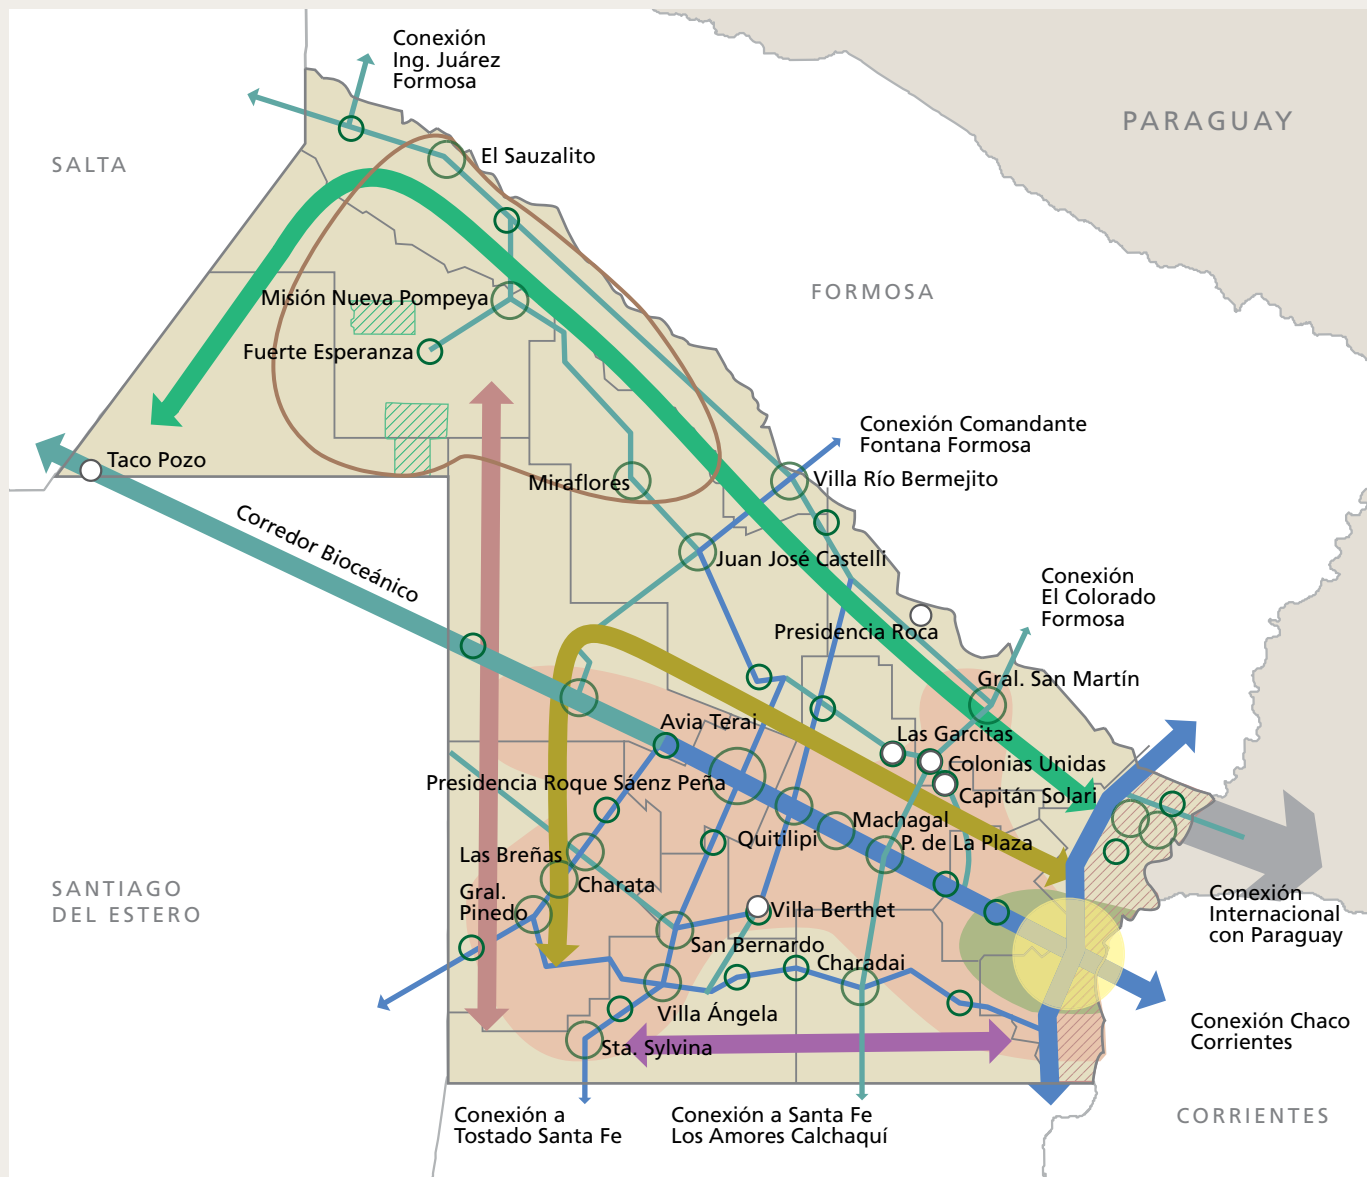 Conexión
Ing. Juárez
Formosa
PARAGUAY
SALTA
El Sauzalito
FORMOSA
Misión Nueva Pompeya
Fuerte Esperanza
Conexión Comandante
Fontana Formosa
Taco Pozo
Villa Río Bermejito
Miraflores
Corredor Bioceánico
Juan José Castelli
Conexión
El Colorado
Formosa
Presidencia Roca
Gral. San Martín
Avia Terai
Las Garcitas
Colonias Unidas
Presidencia Roque Sáenz Peña
Capitán Solari
Machagal
Quitilipi
P. de La Plaza
Las Breñas
Charata
SANTIAGO
DEL ESTERO
Gral.
Pinedo
Villa Berthet
Conexión
Internacional
con Paraguay
San Bernardo
Charadai
Villa Ángela
Conexión Chaco
Corrientes
Sta. Sylvina
Conexión a
Tostado Santa Fe
Conexión a Santa Fe
Los Amores Calchaquí
CORRIENTES